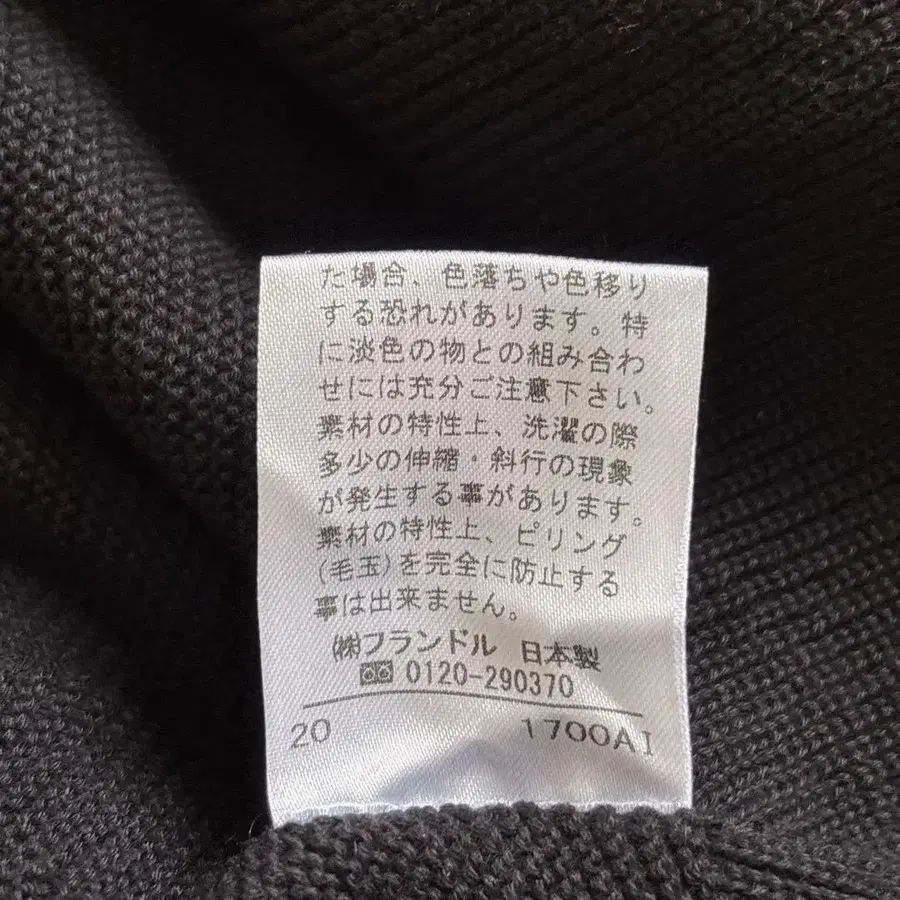 た場合、色落ちや色移り
する恐れがあります。特
に淡色の物との組み合わ
せには充分ご注意下さい。
素材の特性上、洗濯の際
多少の伸縮・斜行の現象
が発生する事があります。
素材の特性上、ピリング
(毛玉)を完全に防止する
事は出来ません。
㈱フランドル 日本製
0120-290370
20 1700AI